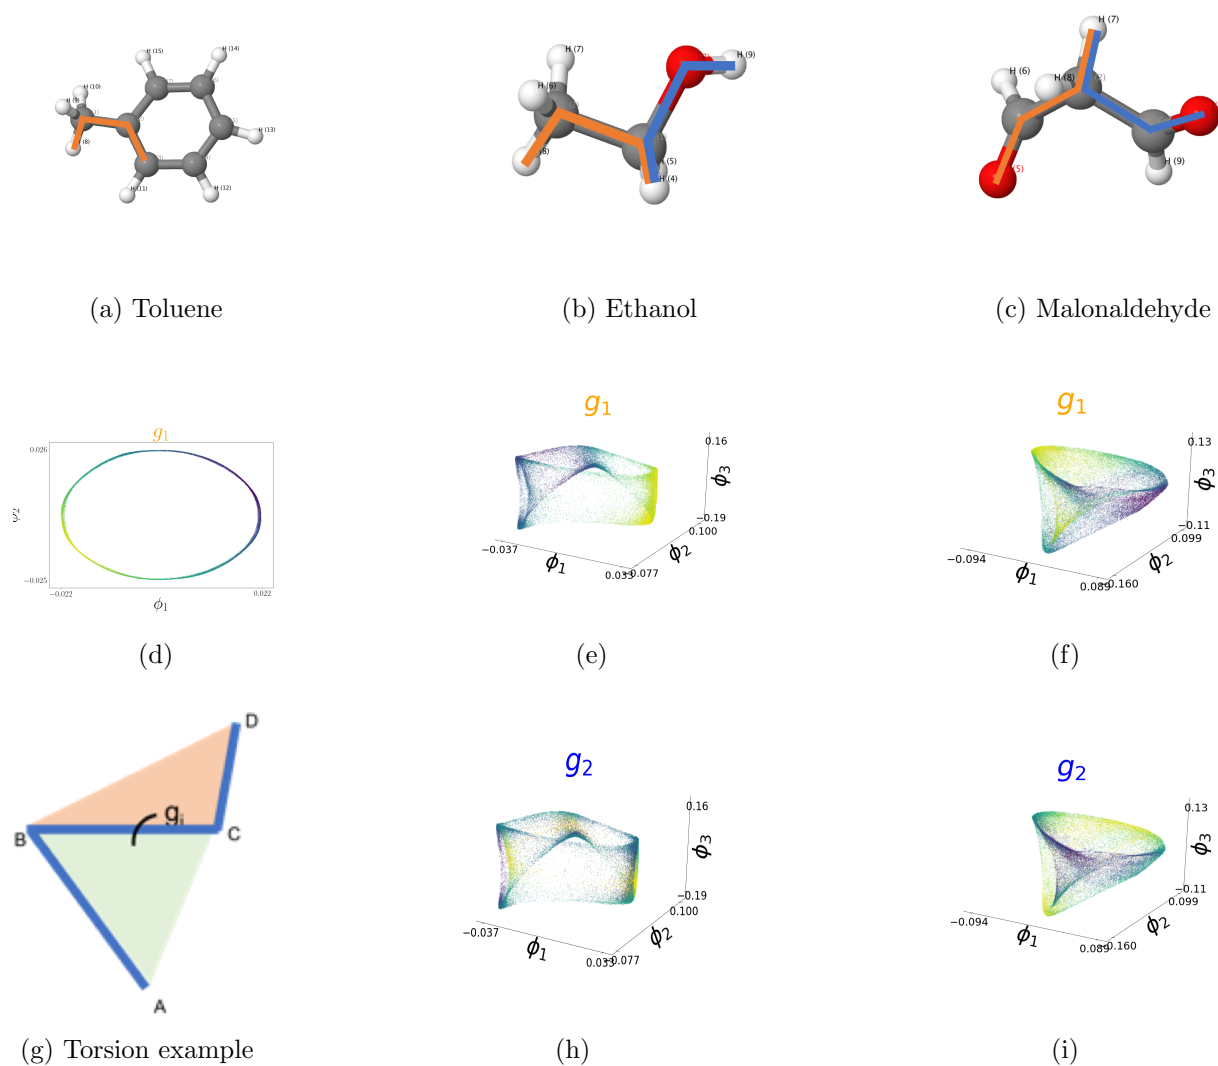 H (15)
H (14)
H (10)
H (9)
(8)
H (13)
H (11)
H (12)
H (7)
H (9)
H (6)
(8)
(5)
H (4)
H (7)
H (6)
H (8)
(5)
H (9)
(a) Toluene
(b) Ethanol
(c) Malonaldehyde
g₁
0.026
−0.025
−0.022
0.022
ϕ₁
(d)
g₁
0.16
ϕ₃
−0.19
0.100
ϕ₂
−0.077
−0.037
ϕ₁
0.033
(e)
g₁
0.13
ϕ₃
−0.11
0.099
ϕ₂
−0.160
−0.094
ϕ₁
0.089
(f)
D
gᵢ
B
C
A
(g) Torsion example
g₂
0.16
ϕ₃
−0.19
0.100
ϕ₂
−0.077
−0.037
ϕ₁
0.033
(h)
g₂
0.13
ϕ₃
−0.11
0.099
ϕ₂
−0.160
−0.094
ϕ₁
0.089
(i)